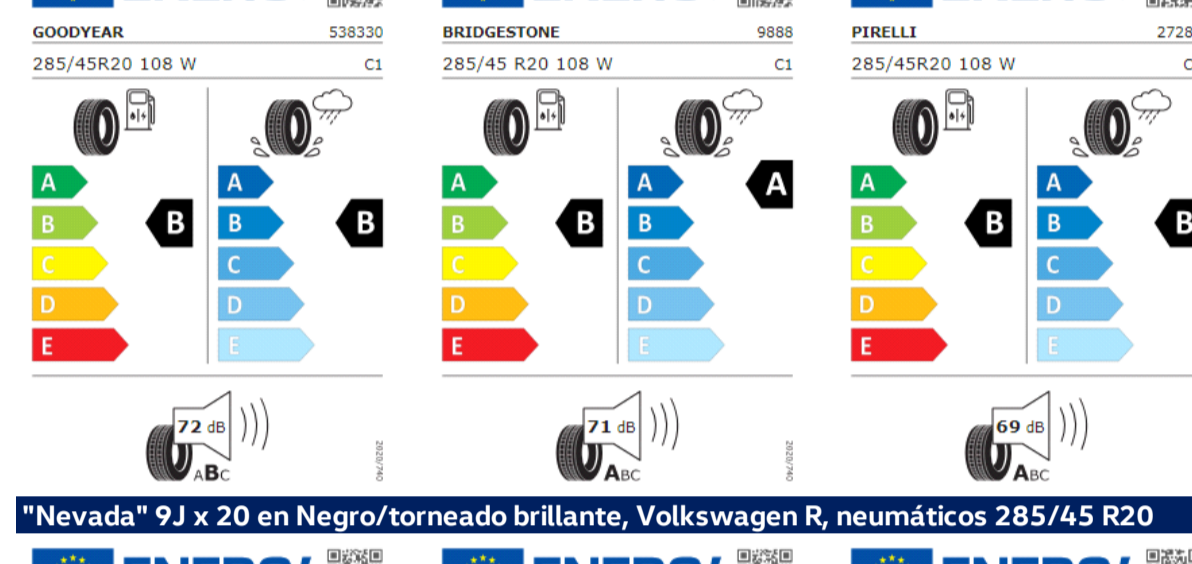 GOODYEAR 538330
285/45R20 108 W C1
A A
B B B B
C C
D D
E E
72 dB
ABC
2020/740
BRIDGESTONE 9888
285/45 R20 108 W C1
A A A
B B B
C C
D D
E E
71 dB
ABC
2020/740
PIRELLI 2728
285/45R20 108 W C
A A
B B B B
C C
D D
E E
69 dB
ABC
"Nevada" 9J x 20 en Negro/torneado brillante, Volkswagen R, neumáticos 285/45 R20